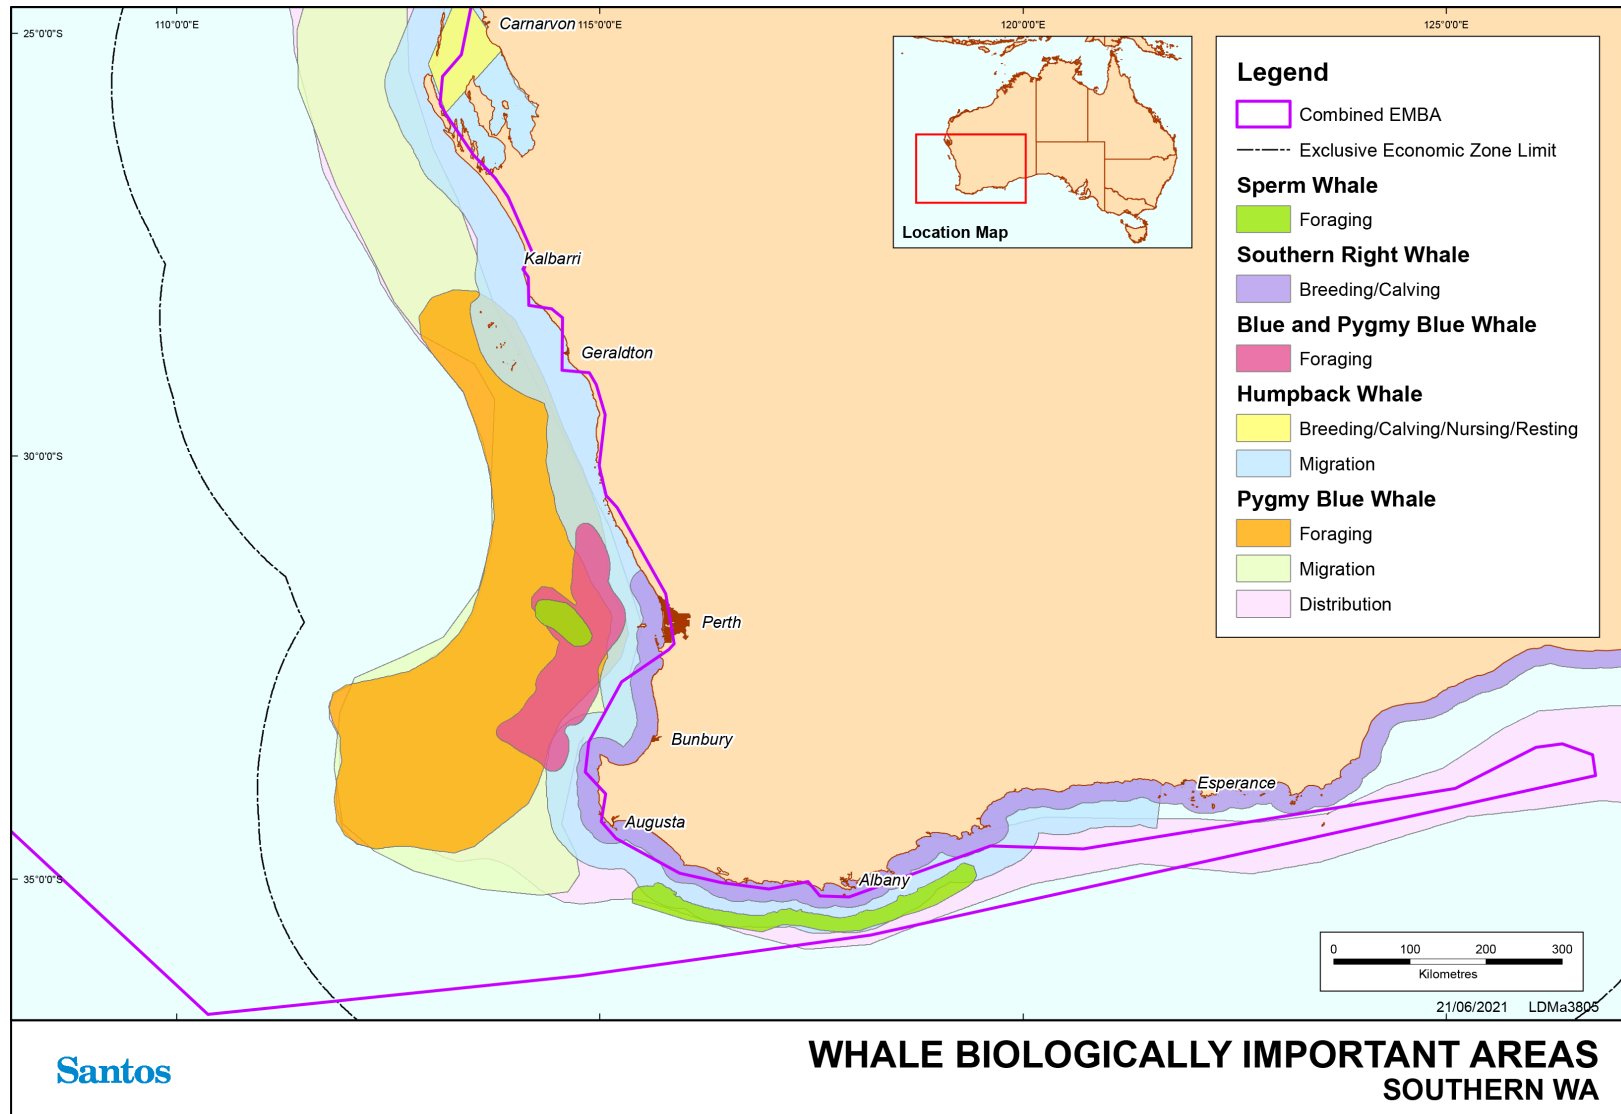 110°0'0"E
115°0'0"E
120°0'0"E
125°0'0"E
25°0'0"S
30°0'0"S
35°0'0"S
Carnarvon
Kalbarri
Geraldton
Perth
Bunbury
Augusta
Albany
Esperance
Location Map
Legend
Combined EMBA
Exclusive Economic Zone Limit
Sperm Whale
Foraging
Southern Right Whale
Breeding/Calving
Blue and Pygmy Blue Whale
Foraging
Humpback Whale
Breeding/Calving/Nursing/Resting
Migration
Pygmy Blue Whale
Foraging
Migration
Distribution
0 100 200 300
Kilometres
21/06/2021 LDMa3805
Santos
WHALE BIOLOGICALLY IMPORTANT AREAS
SOUTHERN WA